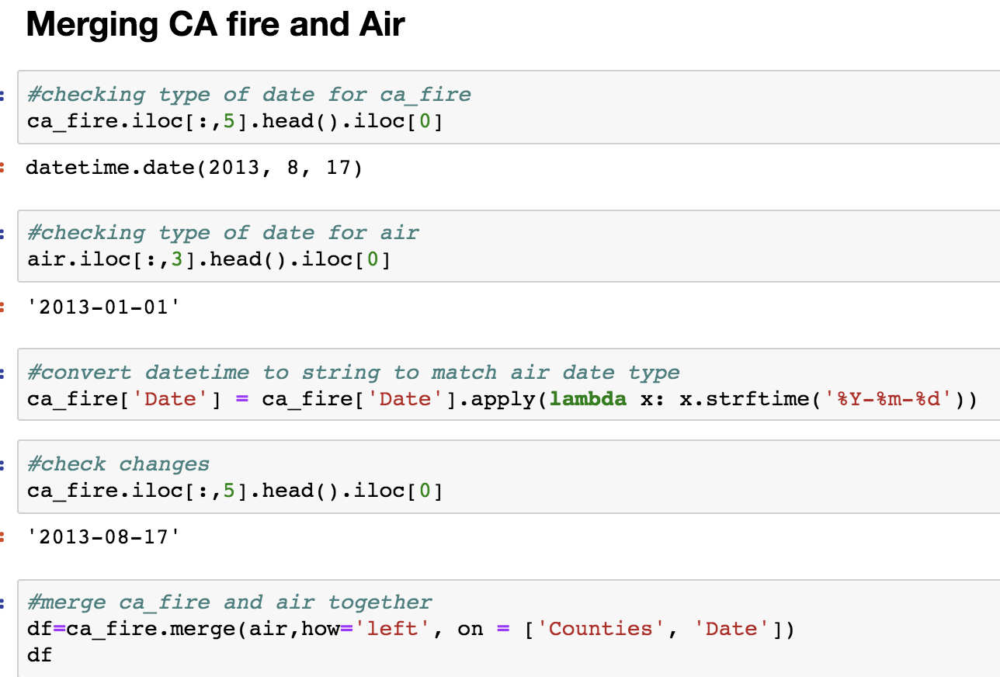 Merging CA fire and Air
:
#checking type of date for ca_fire
ca_fire.iloc[:,5].head().iloc[0]
:
datetime.date(2013, 8, 17)
:
#checking type of date for air
air.iloc[:,3].head().iloc[0]
:
'2013-01-01'
:
#convert datetime to string to match air date type
ca_fire['Date'] = ca_fire['Date'].apply(lambda x: x.strftime('%Y-%m-%d'))
:
#check changes
ca_fire.iloc[:,5].head().iloc[0]
:
'2013-08-17'
:
#merge ca_fire and air together
df=ca_fire.merge(air,how='left', on = ['Counties', 'Date'])
df